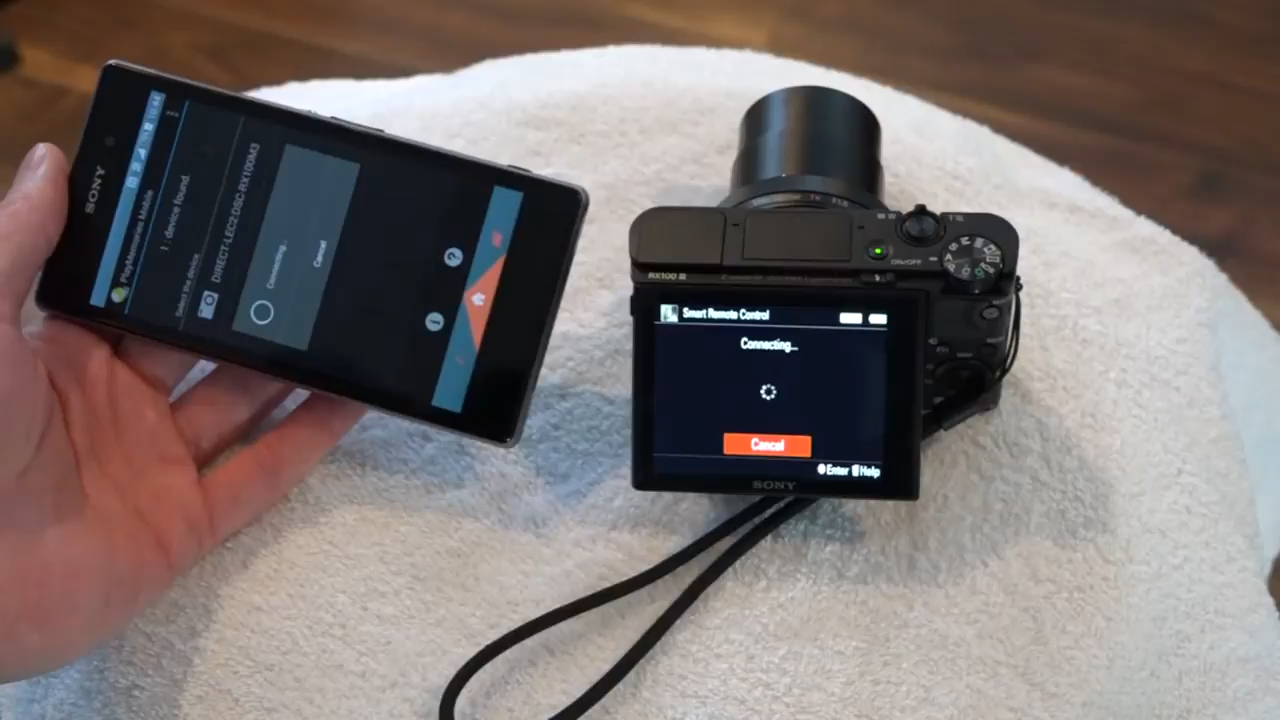 SONY
PlayMemories Mobile
1 : device found.
Select the device.
DIRECT-LEC2:DSC-RX100M3
Connecting...
Cancel
RX100 III
ON/OFF
Smart Remote Control
Connecting...
Cancel
Enter
Help
SONY